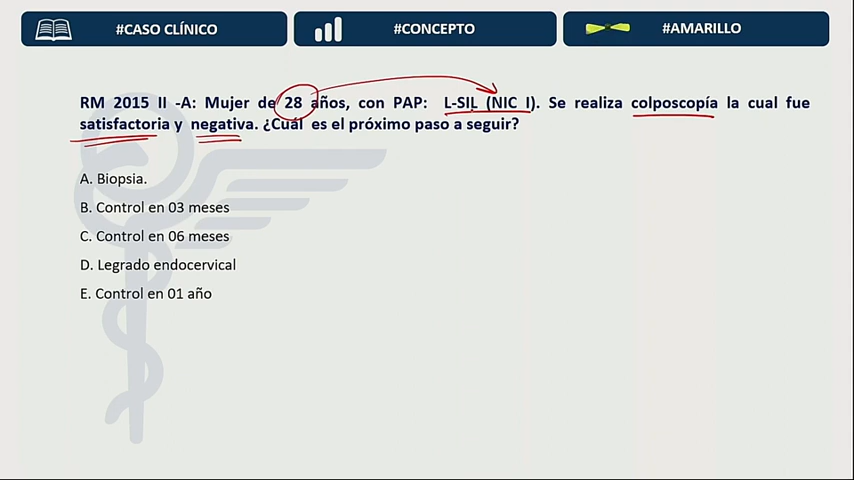 #CASO CLÍNICO
#CONCEPTO
#AMARILLO
RM 2015 II -A: Mujer de 28 años, con PAP: L-SIL (NIC I). Se realiza colposcopía la cual fue
satisfactoria y negativa. ¿Cuál es el próximo paso a seguir?
A. Biopsia.
B. Control en 03 meses
C. Control en 06 meses
D. Legrado endocervical
E. Control en 01 año